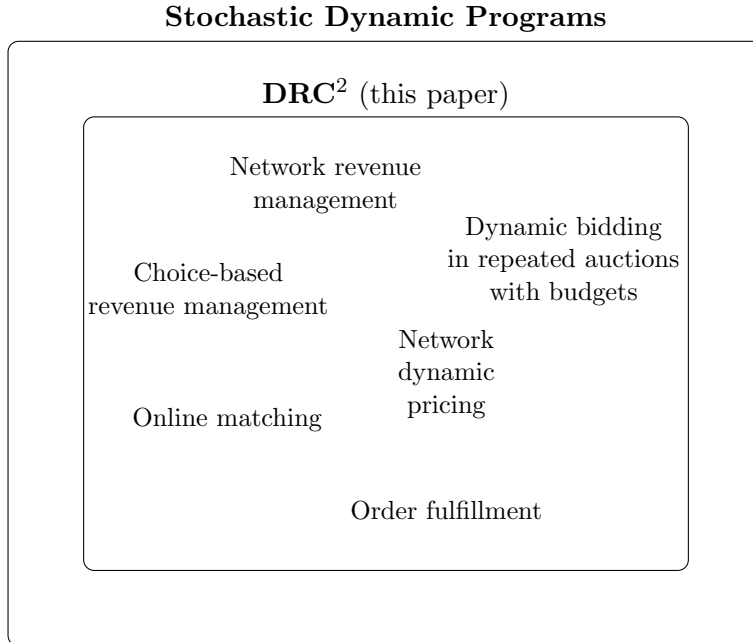 Stochastic Dynamic Programs
DRC² (this paper)
Network revenue
management
Dynamic bidding
in repeated auctions
with budgets
Choice-based
revenue management
Network
dynamic
pricing
Online matching
Order fulfillment